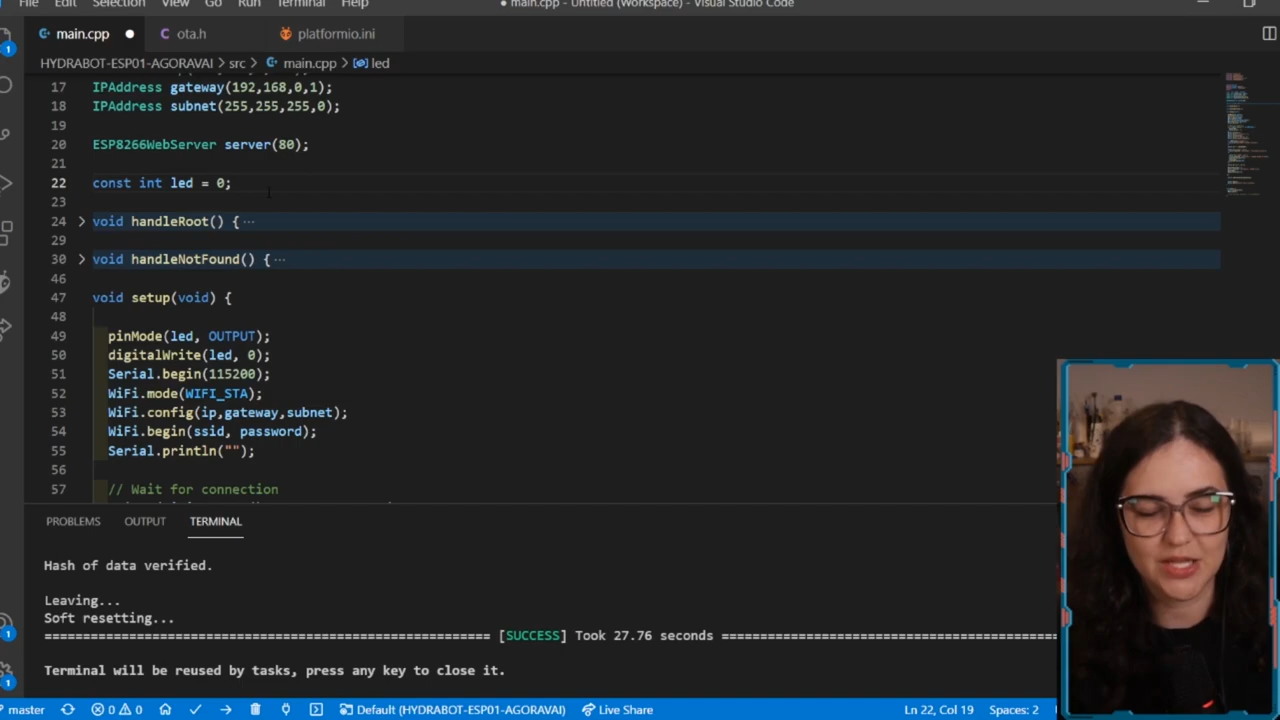 File Edit Selection View Go Run Terminal Help
main.cpp - Untitled (Workspace) - Visual Studio Code
main.cpp ● ota.h platformio.ini
HYDRABOT-ESP01-AGORAVAI > src > main.cpp > led
17 IPAddress gateway(192,168,0,1);
18 IPAddress subnet(255,255,255,0);
19
20 ESP8266WebServer server(80);
21
22 const int led = 0;
23
24 void handleRoot() { ...
29
30 void handleNotFound() { ...
46
47 void setup(void) {
48
49 pinMode(led, OUTPUT);
50 digitalWrite(led, 0);
51 Serial.begin(115200);
52 WiFi.mode(WIFI_STA);
53 WiFi.config(ip,gateway,subnet);
54 WiFi.begin(ssid, password);
55 Serial.println("");
56
57 // Wait for connection
PROBLEMS OUTPUT TERMINAL
Hash of data verified.
Leaving...
Soft resetting...
[SUCCESS] Took 27.76 seconds
Terminal will be reused by tasks, press any key to close it.
master 0 0 Default (HYDRABOT-ESP01-AGORAVAI) Live Share Ln 22, Col 19 Spaces: 2